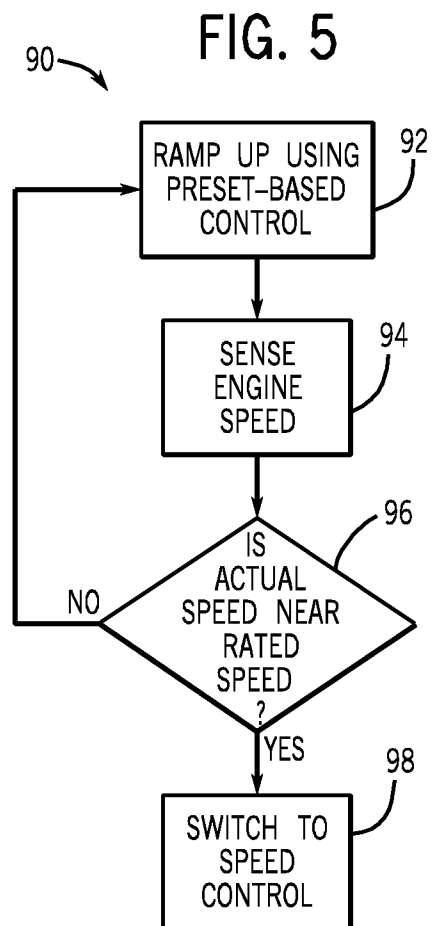 FIG. 5
90
RAMP UP USING
PRESET-BASED
CONTROL
92
SENSE
ENGINE
SPEED
94
IS
ACTUAL
SPEED NEAR
RATED
SPEED
?
96
NO
YES
SWITCH TO
SPEED
CONTROL
98